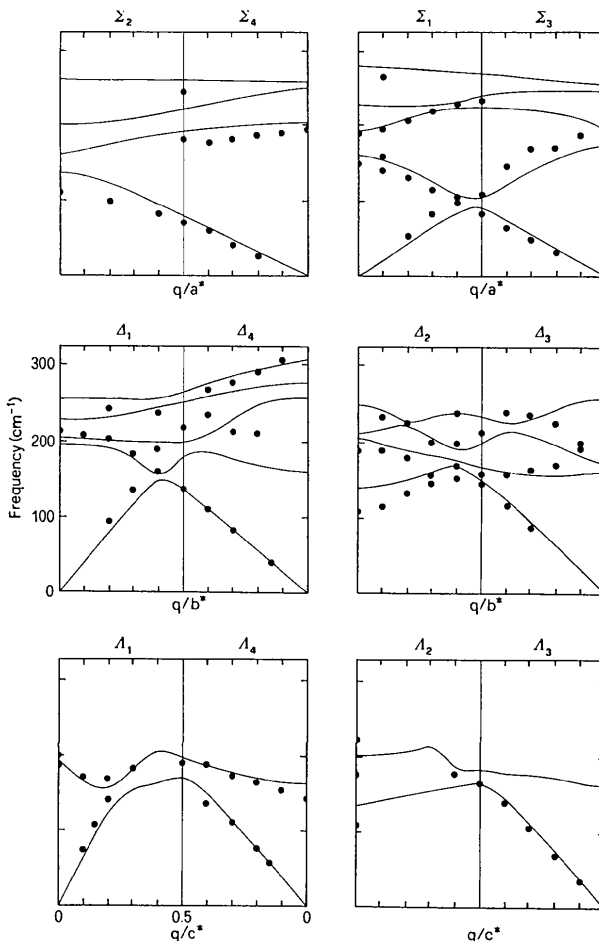 Σ₂ Σ₄ Σ₁ Σ₃
q/a* q/a*
Δ₁ Δ₄ Δ₂ Δ₃
300
200
100
0
Frequency (cm⁻¹)
q/b* q/b*
Λ₁ Λ₄ Λ₂ Λ₃
0 0.5 0
q/c* q/c*